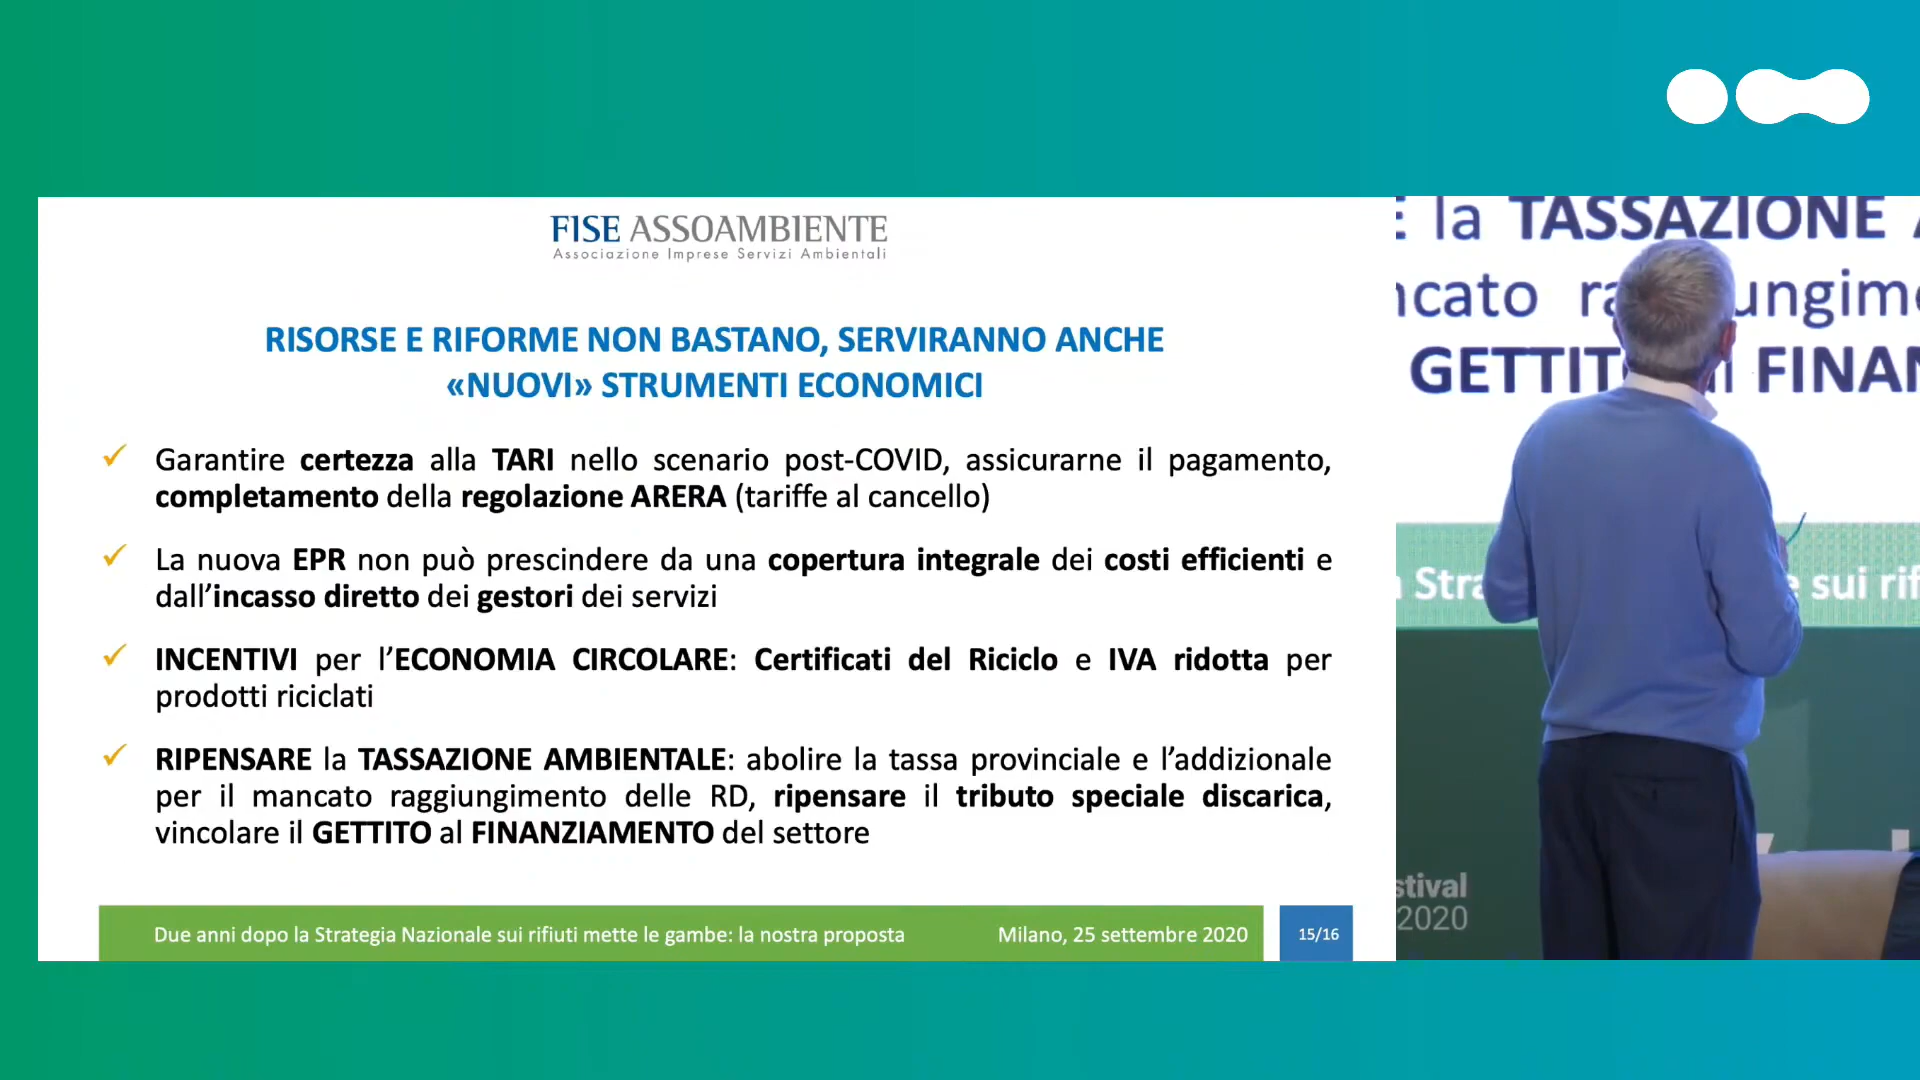 FISE ASSOAMBIENTE
Associazione Imprese Servizi Ambientali
RISORSE E RIFORME NON BASTANO, SERVIRANNO ANCHE
«NUOVI» STRUMENTI ECONOMICI
Garantire certezza alla TARI nello scenario post-COVID, assicurarne il pagamento,
completamento della regolazione ARERA (tariffe al cancello)
La nuova EPR non può prescindere da una copertura integrale dei costi efficienti e
dall'incasso diretto dei gestori dei servizi
INCENTIVI per l'ECONOMIA CIRCOLARE: Certificati del Riciclo e IVA ridotta per
prodotti riciclati
RIPENSARE la TASSAZIONE AMBIENTALE: abolire la tassa provinciale e l'addizionale
per il mancato raggiungimento delle RD, ripensare il tributo speciale discarica,
vincolare il GETTITO al FINANZIAMENTO del settore
Due anni dopo la Strategia Nazionale sui rifiuti mette le gambe: la nostra proposta
Milano, 25 settembre 2020
15/16
la TASSAZIONE
GETTIT
FINAN
sui rif
stival
2020